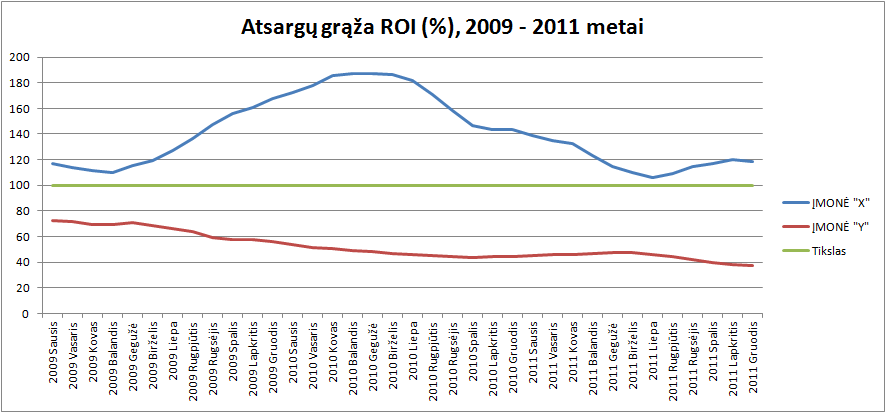 Atsargų grąža ROI (%), 2009 - 2011 metai
200
180
160
140
120
100
80
60
40
20
0
2009 Sausis
2009 Vasaris
2009 Kovas
2009 Balandis
2009 Gegužė
2009 Birželis
2009 Liepa
2009 Rugpjūtis
2009 Rugsėjis
2009 Spalis
2009 Lapkritis
2009 Gruodis
2010 Sausis
2010 Vasaris
2010 Kovas
2010 Balandis
2010 Gegužė
2010 Birželis
2010 Liepa
2010 Rugpjūtis
2010 Rugsėjis
2010 Spalis
2010 Lapkritis
2010 Gruodis
2011 Sausis
2011 Vasaris
2011 Kovas
2011 Balandis
2011 Gegužė
2011 Birželis
2011 Liepa
2011 Rugpjūtis
2011 Rugsėjis
2011 Spalis
2011 Lapkritis
2011 Gruodis
ĮMONĖ "X"
ĮMONĖ "Y"
Tikslas